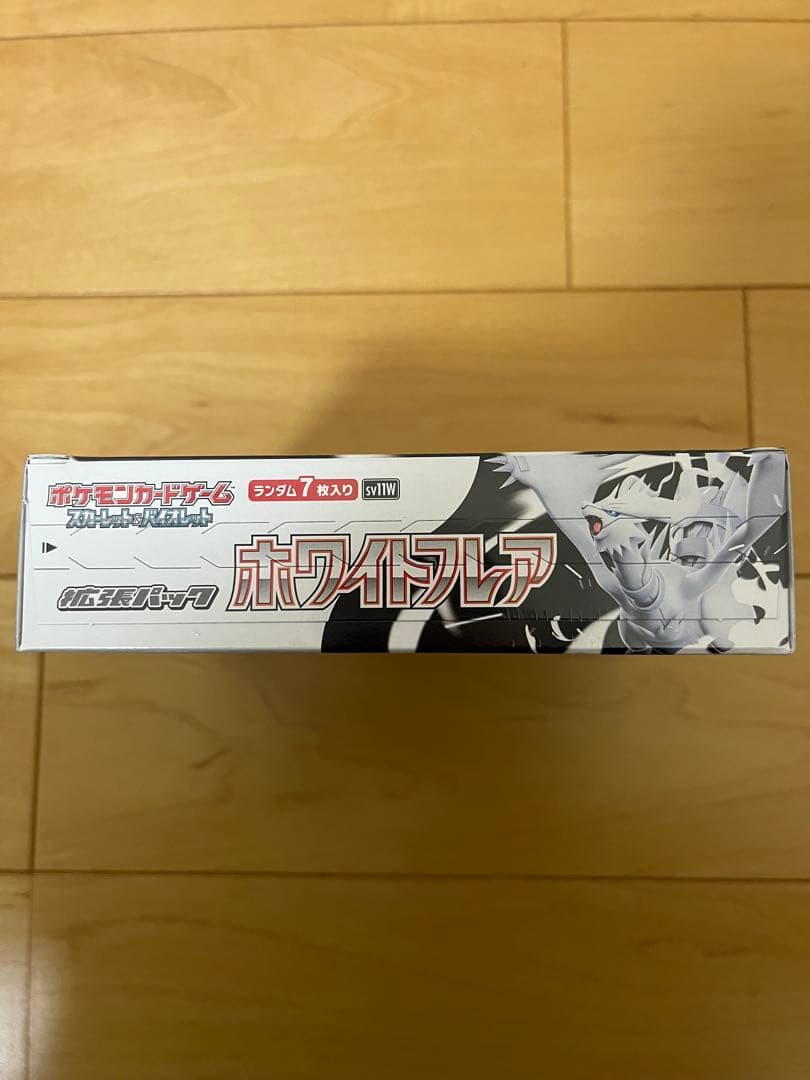 ポケモンカードゲーム
スカーレット&バイオレット
ランダム7枚入り SV11W
拡張パック ホワイトフレア